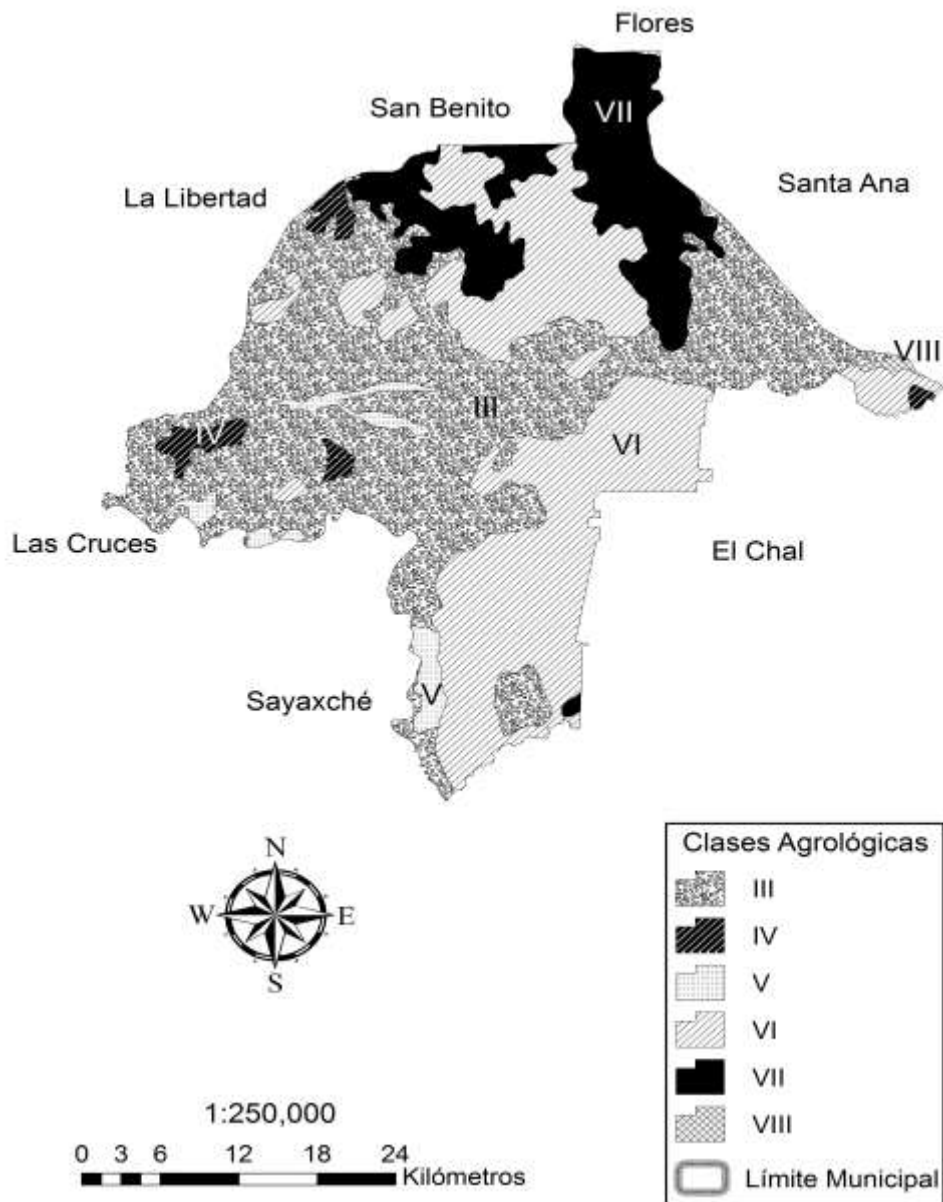 Flores
San Benito
VII
La Libertad
Santa Ana
VIII
III
IV
VI
Las Cruces
El Chal
Sayaxché
V
N
W E
S
1:250,000
0 3 6 12 18 24
Kilómetros
Clases Agrológicas
III
IV
V
VI
VII
VIII
Límite Municipal